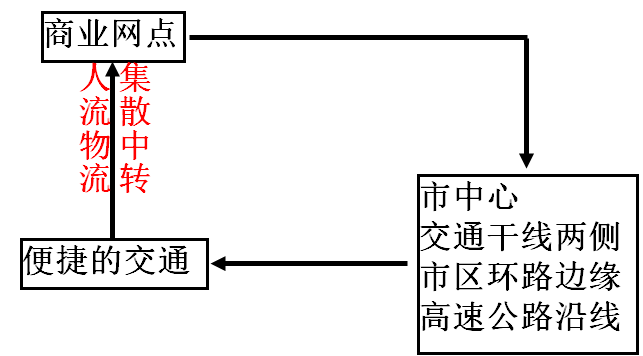 商业网点
人流物流
集散中转
市中心
交通干线两侧
市区环路边缘
高速公路沿线
便捷的交通